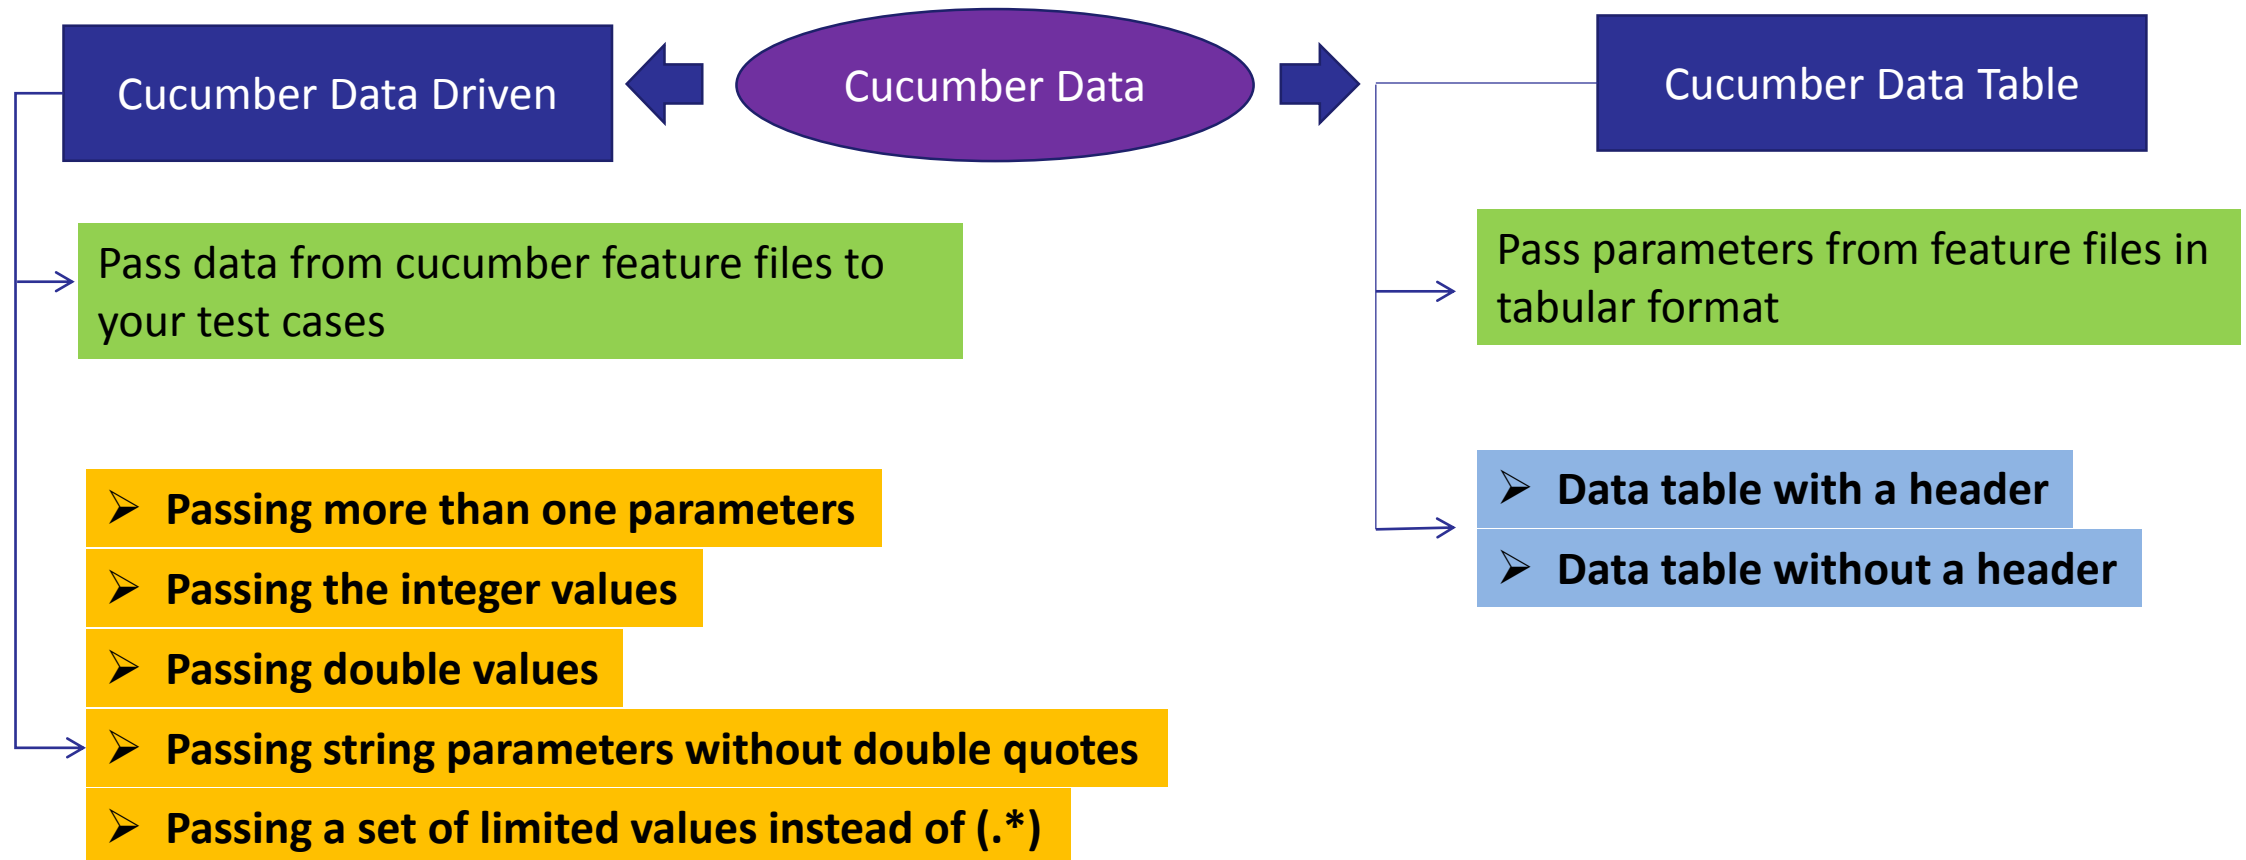 Cucumber Data Driven
Cucumber Data
Cucumber Data Table
Pass data from cucumber feature files to
your test cases
Pass parameters from feature files in
tabular format
➢ Passing more than one parameters
➢ Passing the integer values
➢ Passing double values
➢ Passing string parameters without double quotes
➢ Passing a set of limited values instead of (.*)
➢ Data table with a header
➢ Data table without a header